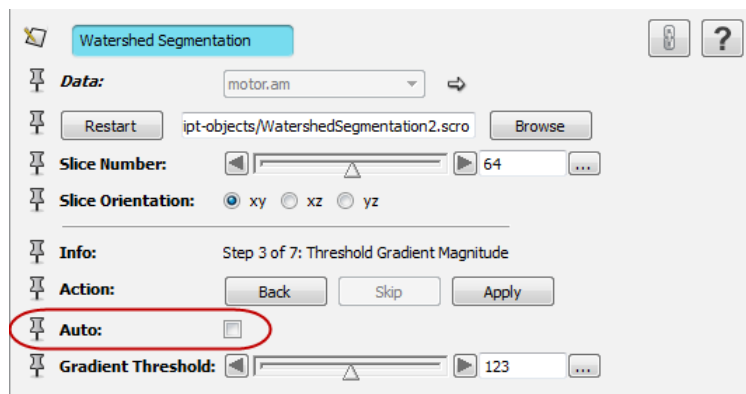 Watershed Segmentation ?
Data: motor.am
Restart ipt-objects/WatershedSegmentation2.scro Browse
Slice Number: 64 ...
Slice Orientation: xy xz yz
Info: Step 3 of 7: Threshold Gradient Magnitude
Action: Back Skip Apply
Auto:
Gradient Threshold: 123 ...